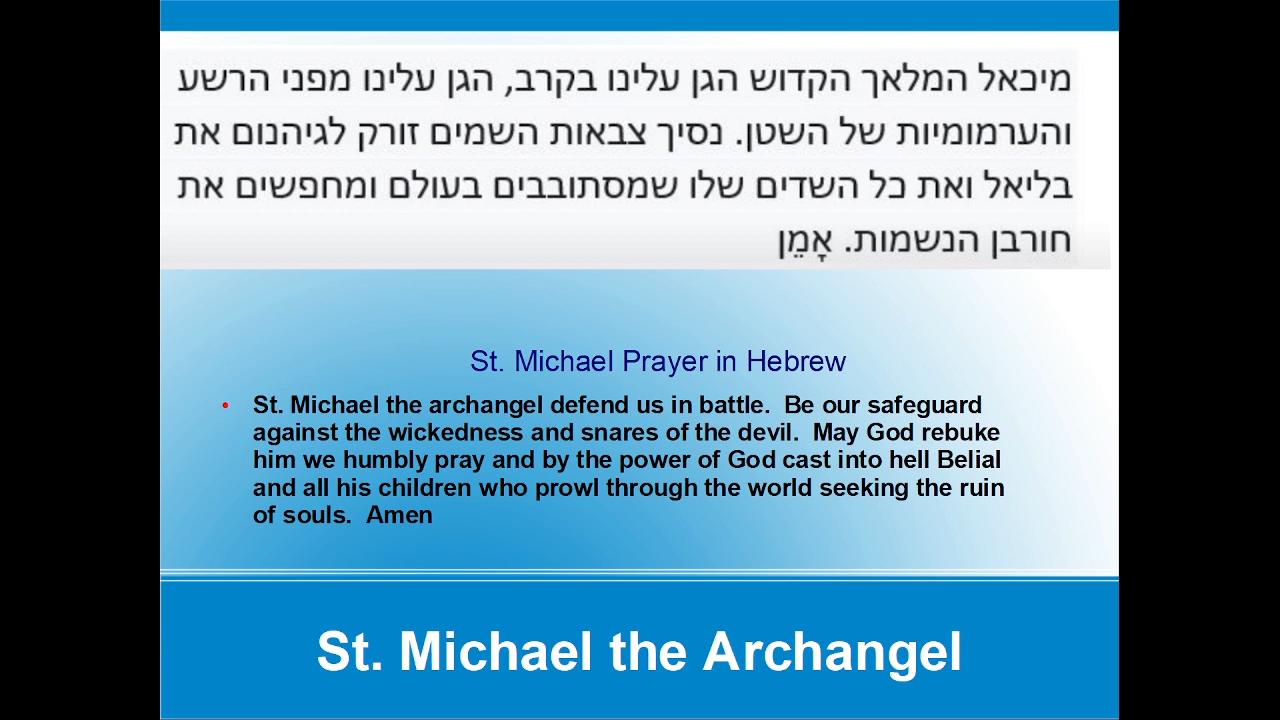 מיכאל המלאך הקדוש הגן עלינו בקרב, הגן עלינו מפני הרשע
והערמומיות של השטן. נסיך צבאות השמים זורק לגיהנום את
בליאל ואת כל השדים שלו שמסתובבים בעולם ומחפשים את
חורבן הנשמות. אָמֵן
St. Michael Prayer in Hebrew
• St. Michael the archangel defend us in battle.  Be our safeguard
against the wickedness and snares of the devil.  May God rebuke
him we humbly pray and by the power of God cast into hell Belial
and all his children who prowl through the world seeking the ruin
of souls.  Amen
St. Michael the Archangel